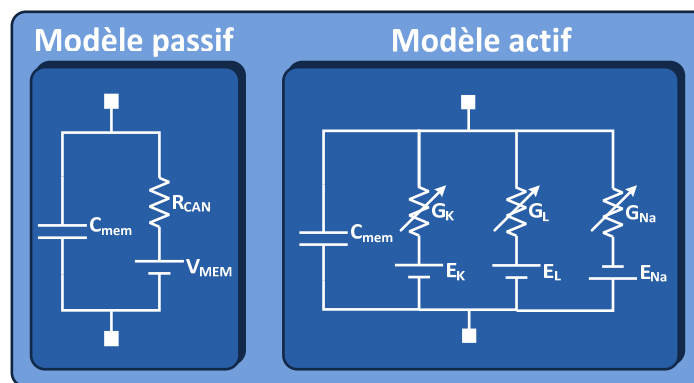 Modèle passif
Modèle actif
R_CAN
C_mem
V_MEM
C_mem
G_K
G_L
G_Na
E_K
E_L
E_Na